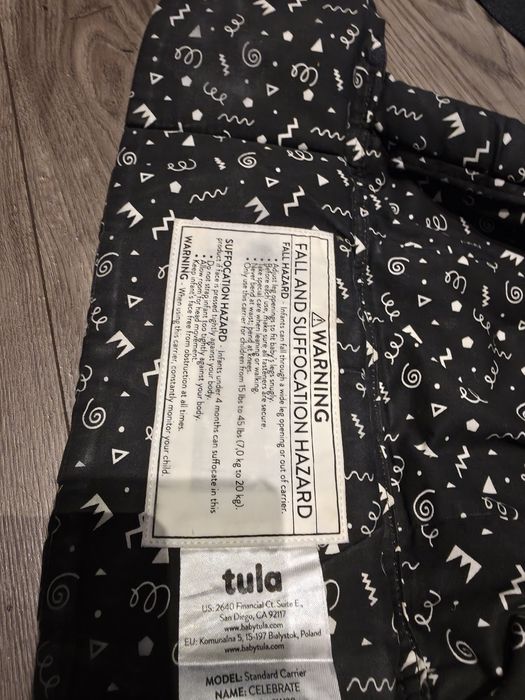 ⚠WARNING
FALL AND SUFFOCATION HAZARD
FALL HAZARD - Infants can fall through a wide leg opening or out of carrier.
• Adjust leg openings to fit baby's legs snugly.
• Before each use, make sure all fasteners are secure.
• Take special care when leaning or walking.
• Never bend at waist; bend at knees.
• Only use this carrier for children from 15 lbs to 45 lbs (7,0 kg to 20 kg).
SUFFOCATION HAZARD - Infants under 4 months can suffocate in this
product if face is pressed tightly against your body.
• Do not strap infant too tightly against your body.
• Allow room for head movement.
• Keep infant's face free from obstruction at all times.
WARNING - When using this carrier, constantly monitor your child.
tula
US: 2640 Financial Ct. Suite E.,
San Diego, CA 92117
www.babytula.com
EU: Komunalna 5, 15-197 Bialystok, Poland
www.babytula.com
MODEL: Standard Carrier
NAME: CELEBRATE